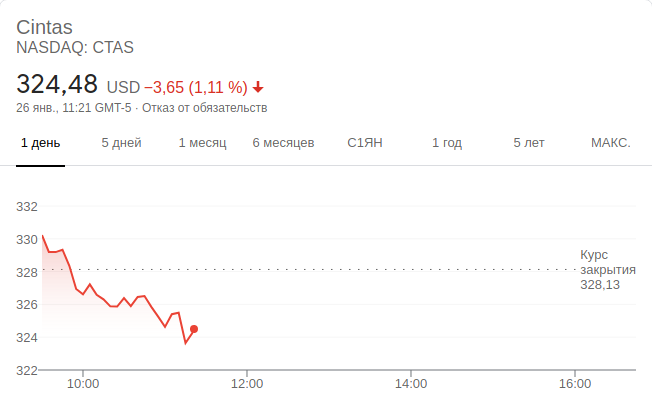 Cintas
NASDAQ: CTAS
324,48 USD −3,65 (1,11 %)
26 янв., 11:21 GMT-5 · Отказ от обязательств
1 день 5 дней 1 месяц 6 месяцев С1ЯН 1 год 5 лет МАКС.
332
330
328
326
324
322
Курс
закрытия
328,13
10:00 12:00 14:00 16:00